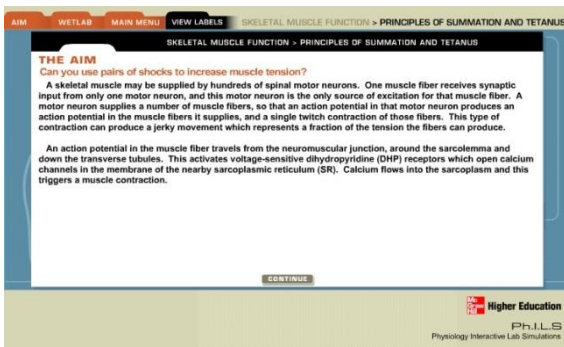 AIM WETLAB MAIN MENU VIEW LABELS SKELETAL MUSCLE FUNCTION > PRINCIPLES OF SUMMATION AND TETANUS
SKELETAL MUSCLE FUNCTION > PRINCIPLES OF SUMMATION AND TETANUS
THE AIM
Can you use pairs of shocks to increase muscle tension?
A skeletal muscle may be supplied by hundreds of spinal motor neurons. One muscle fiber receives synaptic
input from only one motor neuron, and this motor neuron is the only source of excitation for that muscle fiber. A
motor neuron supplies a number of muscle fibers, so that an action potential in that motor neuron produces an
action potential in the muscle fibers it supplies, and a single twitch contraction of those fibers. This type of
contraction can produce a jerky movement which represents a fraction of the tension the fibers can produce.
An action potential in the muscle fiber travels from the neuromuscular junction, around the sarcolemma and
down the transverse tubules. This activates voltage-sensitive dihydropyridine (DHP) receptors which open calcium
channels in the membrane of the nearby sarcoplasmic reticulum (SR). Calcium flows into the sarcoplasm and this
triggers a muscle contraction.
CONTINUE
Mc Graw Hill Higher Education
Ph.I.L.S
Physiology Interactive Lab Simulations